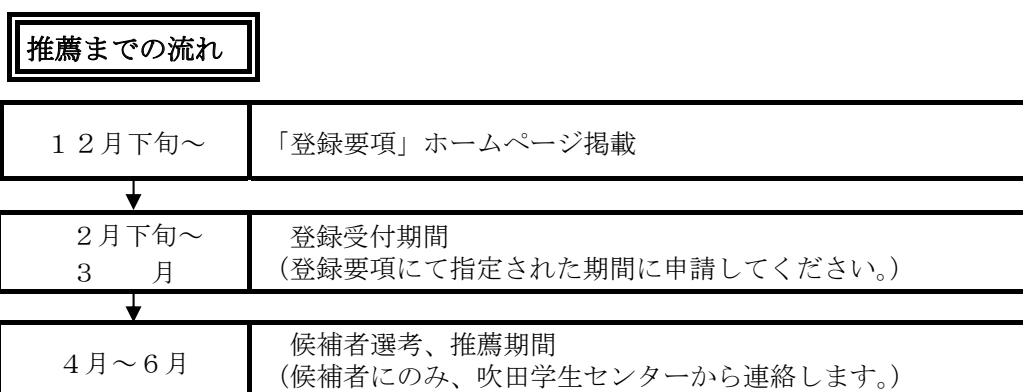 推薦までの流れ
１２月下旬～
「登録要項」ホームページ掲載
２月下旬～
３　　月
登録受付期間
（登録要項にて指定された期間に申請してください。）
４月～６月
候補者選考、推薦期間
（候補者にのみ、吹田学生センターから連絡します。）